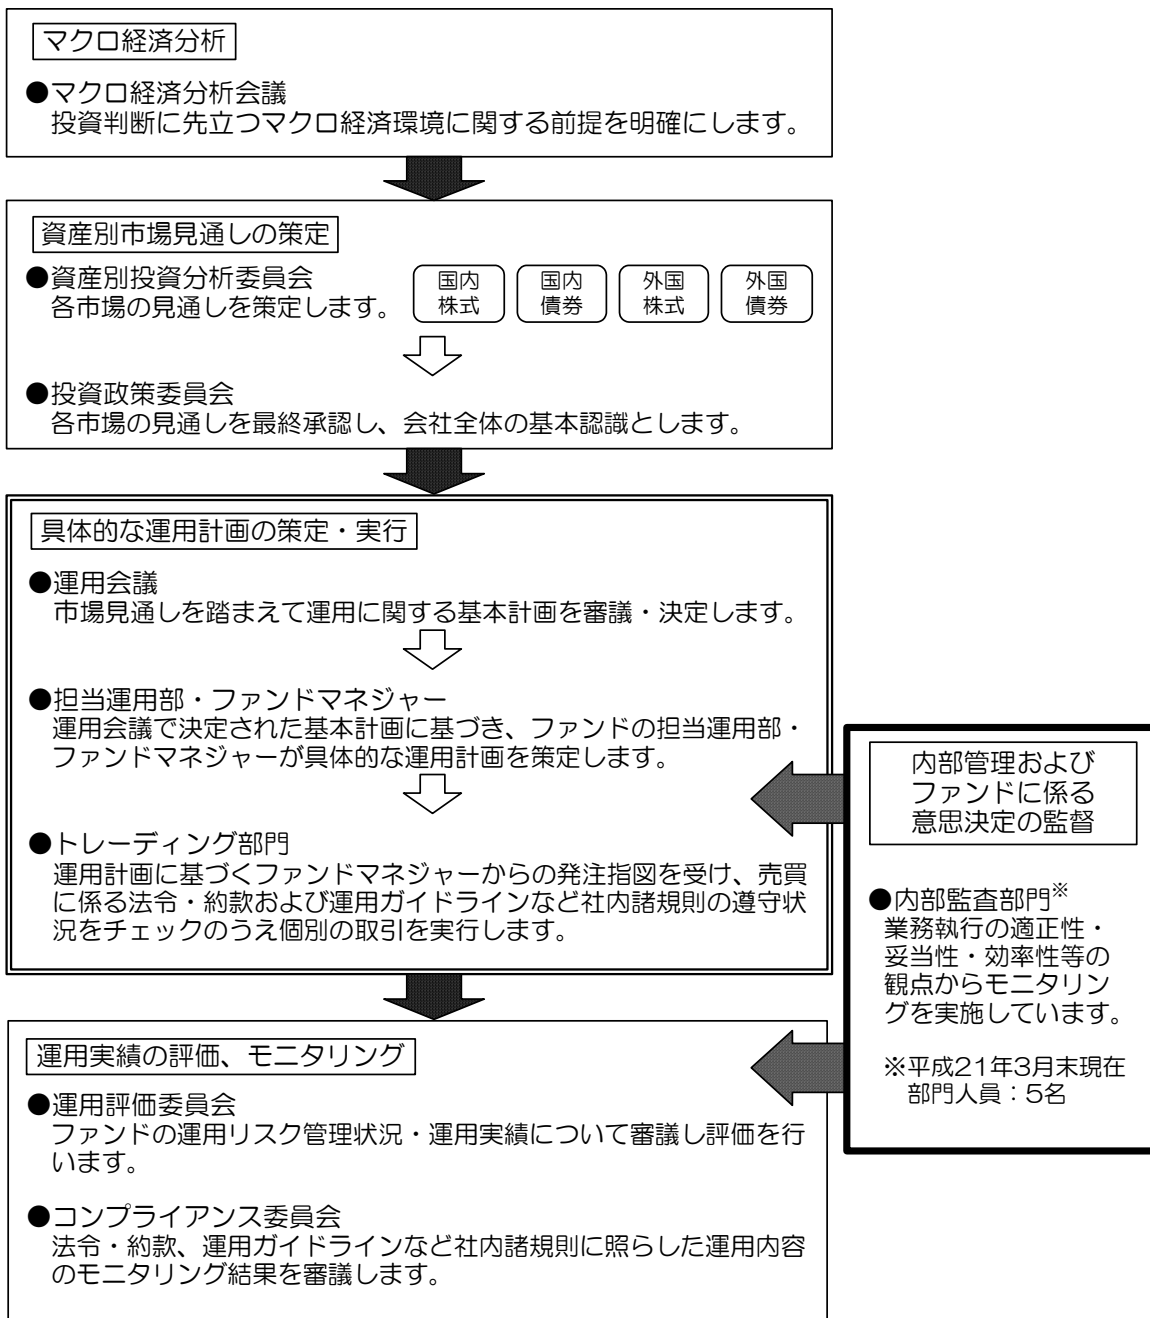 マクロ経済分析
●マクロ経済分析会議
投資判断に先立つマクロ経済環境に関する前提を明確にします。
資産別市場見通しの策定
●資産別投資分析委員会
各市場の見通しを策定します。
国内
株式
国内
債券
外国
株式
外国
債券
●投資政策委員会
各市場の見通しを最終承認し、会社全体の基本認識とします。
具体的な運用計画の策定・実行
●運用会議
市場見通しを踏まえて運用に関する基本計画を審議・決定します。
●担当運用部・ファンドマネジャー
運用会議で決定された基本計画に基づき、ファンドの担当運用部・
ファンドマネジャーが具体的な運用計画を策定します。
●トレーディング部門
運用計画に基づくファンドマネジャーからの発注指図を受け、売買
に係る法令・約款および運用ガイドラインなど社内諸規則の遵守状
況をチェックのうえ個別の取引を実行します。
内部管理および
ファンドに係る
意思決定の監督
●内部監査部門※
業務執行の適正性・
妥当性・効率性等の
観点からモニタリン
グを実施しています。
※平成21年3月末現在
部門人員：5名
運用実績の評価、モニタリング
●運用評価委員会
ファンドの運用リスク管理状況・運用実績について審議し評価を行
います。
●コンプライアンス委員会
法令・約款、運用ガイドラインなど社内諸規則に照らした運用内容
のモニタリング結果を審議します。